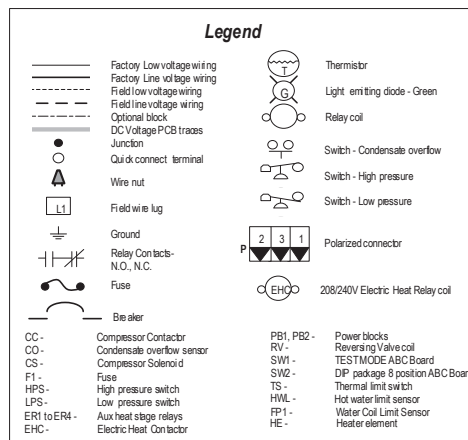 Legend
Factory Low voltage wiring
Factory Line voltage wiring
Field low voltage wiring
Field line voltage wiring
Optional block
DC Voltage PCB traces
Junction
Quick connect terminal
Wire nut
L1 Field wire lug
Ground
Relay Contacts-
N.O., N.C.
Fuse
Breaker
T Thermistor
G Light emitting diode - Green
Relay coil
Switch - Condensate overflow
Switch - High pressure
Switch - Low pressure
P 2 3 1 Polarized connector
EHC 208/240V Electric Heat Relay coil
CC - Compressor Contactor
CO - Condensate overflow sensor
CS - Compressor Solenoid
F1 - Fuse
HPS - High pressure switch
LPS - Low pressure switch
ER1 to ER4 - Aux heat stage relays
EHC - Electric Heat Contactor
PB1, PB2 - Power blocks
RV - Reversing Valve coil
SW1 - TEST MODE ABC Board
SW2 - DIP package 8 position ABC Board
TS - Thermal limit switch
HWL - Hot water limit sensor
FP1 - Water Coil Limit Sensor
HE - Heater element